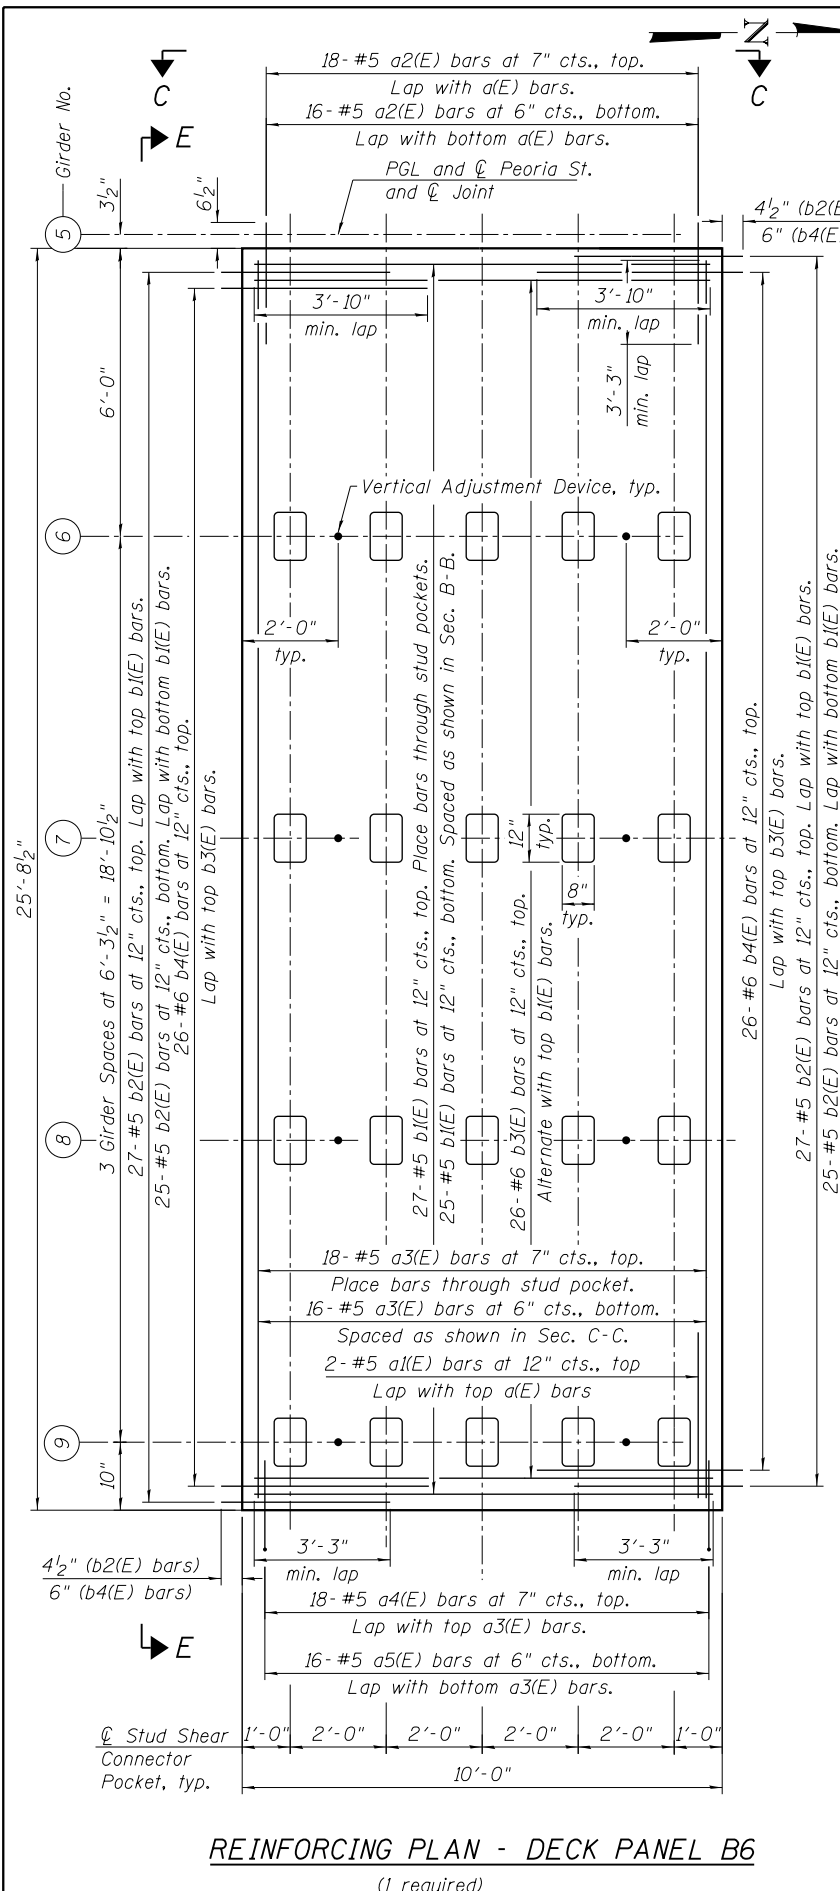 N
18-#5 a2(E) bars at 7" cts., top.
Lap with a(E) bars.
16-#5 a2(E) bars at 6" cts., bottom.
Lap with bottom a(E) bars.
C
C
E
Girder No.
3½"
6½"
PGL and ℄ Peoria St.
and ℄ Joint
4½" (b2(E
6" (b4(E
5
3'-10"
min. lap
3'-10"
min. lap
3'-3"
min. lap
6'-0"
Vertical Adjustment Device, typ.
6
2'-0"
typ.
2'-0"
typ.
25'-8½"
3 Girder Spaces at 6'-3½" = 18'-10½"
27-#5 b2(E) bars at 12" cts., top. Lap with top b1(E) bars.
25-#5 b2(E) bars at 12" cts., bottom. Lap with bottom b1(E) bars.
26-#6 b4(E) bars at 12" cts., top.
Lap with top b3(E) bars.
27-#5 b1(E) bars at 12" cts., top. Place bars through stud pockets.
25-#5 b1(E) bars at 12" cts., bottom. Spaced as shown in Sec. B-B.
26-#6 b3(E) bars at 12" cts., top.
Alternate with top b1(E) bars.
26-#6 b4(E) bars at 12" cts., top.
Lap with top b3(E) bars.
27-#5 b2(E) bars at 12" cts., top. Lap with top b1(E) bars.
25-#5 b2(E) bars at 12" cts., bottom. Lap with bottom b1(E) bars.
7
12"
typ.
8"
typ.
8
18-#5 a3(E) bars at 7" cts., top.
Place bars through stud pocket.
16-#5 a3(E) bars at 6" cts., bottom.
Spaced as shown in Sec. C-C.
2-#5 a1(E) bars at 12" cts., top
Lap with top a(E) bars
9
10"
3'-3"
min. lap
3'-3"
min. lap
4½" (b2(E) bars)
6" (b4(E) bars)
18-#5 a4(E) bars at 7" cts., top.
Lap with top a3(E) bars.
E
16-#5 a5(E) bars at 6" cts., bottom.
Lap with bottom a3(E) bars.
℄ Stud Shear
Connector
Pocket, typ.
1'-0" 2'-0" 2'-0" 2'-0" 2'-0" 1'-0"
10'-0"
REINFORCING PLAN - DECK PANEL B6
(1 required)